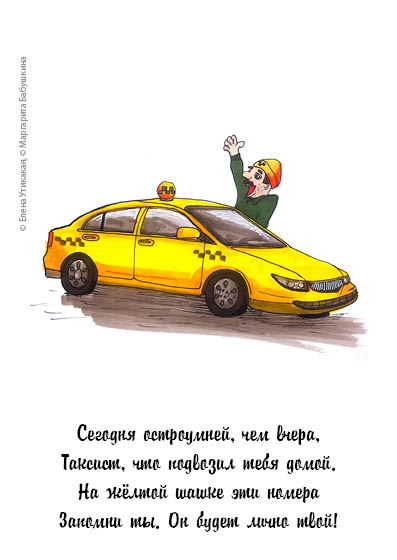 © Елена Утикакая, © Маргарита Бабушкина
Сегодня остроумней, чем вчера,
Таксист, что подвозил тебя домой.
На жёлтой шашке эти номера
Запомни ты. Он будет лично твой!